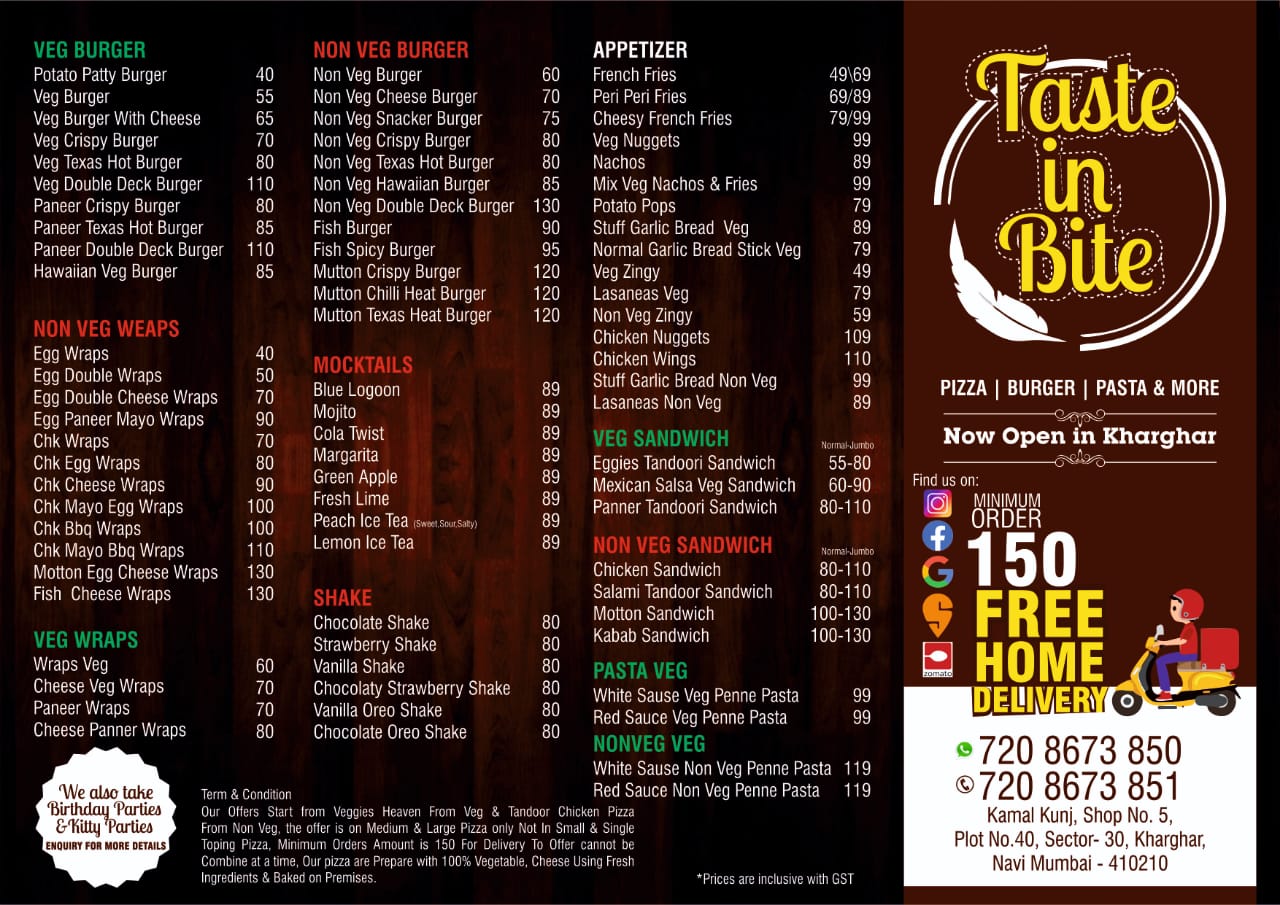 VEG BURGER
Potato Patty Burger 40
Veg Burger 55
Veg Burger With Cheese 65
Veg Crispy Burger 70
Veg Texas Hot Burger 80
Veg Double Deck Burger 110
Paneer Crispy Burger 80
Paneer Texas Hot Burger 85
Paneer Double Deck Burger 110
Hawaiian Veg Burger 85
NON VEG WEAPS
Egg Wraps 40
Egg Double Wraps 50
Egg Double Cheese Wraps 70
Egg Paneer Mayo Wraps 90
Chk Wraps 70
Chk Egg Wraps 80
Chk Cheese Wraps 90
Chk Mayo Egg Wraps 100
Chk Bbq Wraps 100
Chk Mayo Bbq Wraps 110
Motton Egg Cheese Wraps 130
Fish Cheese Wraps 130
VEG WRAPS
Wraps Veg 60
Cheese Veg Wraps 70
Paneer Wraps 70
Cheese Panner Wraps 80
We also take
Birthday Parties
& Kitty Parties
ENQUIRY FOR MORE DETAILS
NON VEG BURGER
Non Veg Burger 60
Non Veg Cheese Burger 70
Non Veg Snacker Burger 75
Non Veg Crispy Burger 80
Non Veg Texas Hot Burger 80
Non Veg Hawaiian Burger 85
Non Veg Double Deck Burger 130
Fish Burger 90
Fish Spicy Burger 95
Mutton Crispy Burger 120
Mutton Chilli Heat Burger 120
Mutton Texas Heat Burger 120
MOCKTAILS
Blue Logoon 89
Mojito 89
Cola Twist 89
Margarita 89
Green Apple 89
Fresh Lime 89
Peach Ice Tea (Sweet,Sour,Salty) 89
Lemon Ice Tea 89
SHAKE
Chocolate Shake 80
Strawberry Shake 80
Vanilla Shake 80
Chocolaty Strawberry Shake 80
Vanilla Oreo Shake 80
Chocolate Oreo Shake 80
Term & Condition
Our Offers Start from Veggies Heaven From Veg & Tandoor Chicken Pizza
From Non Veg, the offer is on Medium & Large Pizza only Not In Small & Single
Toping Pizza, Minimum Orders Amount is 150 For Delivery To Offer cannot be
Combine at a time, Our pizza are Prepare with 100% Vegetable, Cheese Using Fresh
Ingredients & Baked on Premises.
APPETIZER
French Fries 49\69
Peri Peri Fries 69/89
Cheesy French Fries 79/99
Veg Nuggets 99
Nachos 89
Mix Veg Nachos & Fries 99
Potato Pops 79
Stuff Garlic Bread Veg 89
Normal Garlic Bread Stick Veg 79
Veg Zingy 49
Lasaneas Veg 79
Non Veg Zingy 59
Chicken Nuggets 109
Chicken Wings 110
Stuff Garlic Bread Non Veg 99
Lasaneas Non Veg 89
VEG SANDWICH Normal-Jumbo
Eggies Tandoori Sandwich 55-80
Mexican Salsa Veg Sandwich 60-90
Panner Tandoori Sandwich 80-110
NON VEG SANDWICH Normal-Jumbo
Chicken Sandwich 80-110
Salami Tandoor Sandwich 80-110
Motton Sandwich 100-130
Kabab Sandwich 100-130
PASTA VEG
White Sause Veg Penne Pasta 99
Red Sauce Veg Penne Pasta 99
NONVEG VEG
White Sause Non Veg Penne Pasta 119
Red Sauce Non Veg Penne Pasta 119
*Prices are inclusive with GST
Taste
in
Bite
PIZZA | BURGER | PASTA & MORE
Now Open in Kharghar
Find us on:
MINIMUM
ORDER
150
FREE
HOME
DELIVERY
zomato
720 8673 850
720 8673 851
Kamal Kunj, Shop No. 5,
Plot No.40, Sector- 30, Kharghar,
Navi Mumbai - 410210